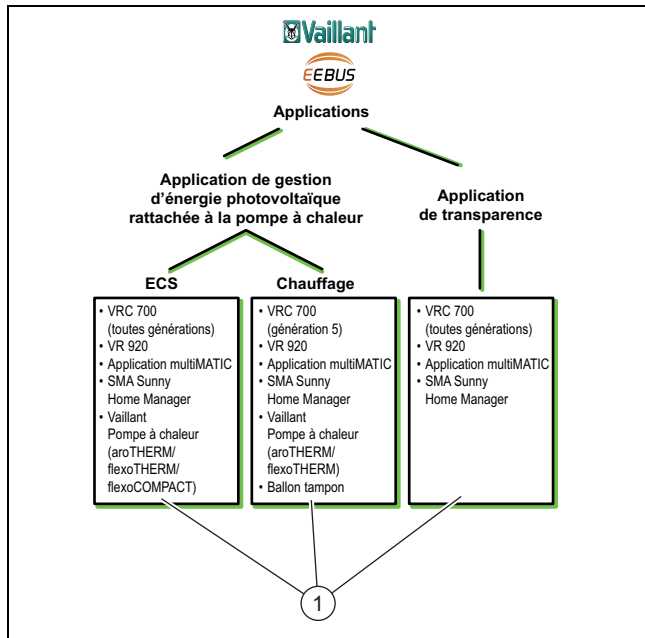 Vaillant
EEBUS
Applications
Application de gestion
d'énergie photovoltaïque
rattachée à la pompe à chaleur
Application
de transparence
ECS
• VRC 700
(toutes générations)
• VR 920
• Application multiMATIC
• SMA Sunny
Home Manager
• Vaillant
Pompe à chaleur
(aroTHERM/
flexoTHERM/
flexoCOMPACT)
Chauffage
• VRC 700
(génération 5)
• VR 920
• Application multiMATIC
• SMA Sunny
Home Manager
• Vaillant
Pompe à chaleur
(aroTHERM/
flexoTHERM)
• Ballon tampon
• VRC 700
(toutes générations)
• VR 920
• Application multiMATIC
• SMA Sunny
Home Manager
1